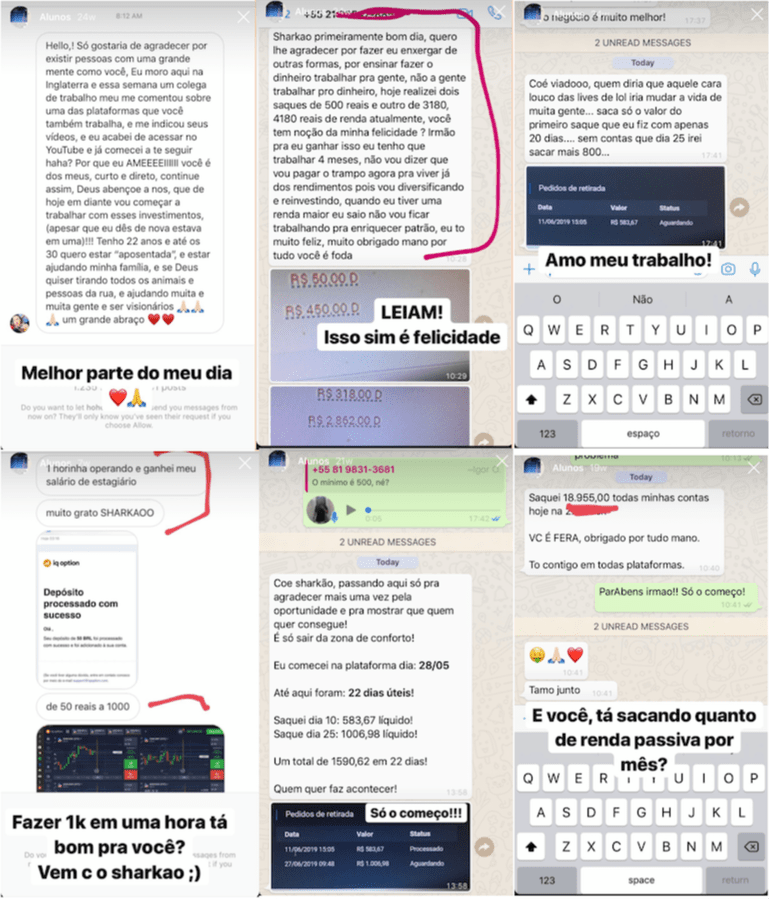 Alunos 24w
8:12 AM
Hello,! Só gostaria de agradecer por
existir pessoas com uma grande
mente como você, Eu moro aqui na
Inglaterra e essa semana um colega
de trabalho meu me comentou sobre
uma das plataformas que você
também trabalha, e me indicou seus
vídeos, e eu acabei de acessar no
YouTube e já comecei a te seguir
haha? Por que eu AMEEEEIIIIII você é
dos meus, curto e direto, continue
assim, Deus abençoe a nos, que de
hoje em diante vou começar a
trabalhar com esses investimentos,
(apesar que eu dês de nova estava
em uma)!!! Tenho 22 anos e até os
30 quero estar “aposentada”, e estar
ajudando minha família, e se Deus
quiser tirando todos os animais e
pessoas da rua, e ajudando muita e
muita gente e ser visionários 🙏🏻🙏🏻
🙏🏻 um grande abraço ❤️❤️
Melhor parte do meu dia
❤️🙏
posts
Do you want to let send you messages from
now on? They'll only know you've seen their request if you
choose Allow.
Alunos
Sharkao primeiramente bom dia, quero
lhe agradecer por fazer eu enxergar de
outras formas, por ensinar fazer o
dinheiro trabalhar pra gente, não a gente
trabalhar pro dinheiro, hoje realizei dois
saques de 500 reais e outro de 3180,
4180 reais de renda atualmente, você
tem noção da minha felicidade ? Irmão
pra eu ganhar isso eu tenho que
trabalhar 4 meses, não vou dizer que
vou pagar o trampo agora pra viver já
dos rendimentos pois vou diversificando
e reinvestindo, quando eu tiver uma
renda maior eu saio não vou ficar
trabalhando pra enriquecer patrão, eu to
muito feliz, muito obrigado mano por
tudo você é foda
10:28
R$ 50,00 D
R$ 450,00 D
LEIAM!
Isso sim é felicidade
10:29
R$ 318,00 D
R$ 2.862,00 D
Alunos
o negócio é muito melhor!
17:37
2 UNREAD MESSAGES
Today
Coé viadooo, quem diria que aquele cara
louco das lives de lol iria mudar a vida de
muita gente... saca só o valor do
primeiro saque que eu fiz com apenas
20 dias.... sem contas que dia 25 irei
sacar mais 800...
17:41
Pedidos de retirada
Data Valor Status
11/06/2019 15:05 R$ 583,67 Aguardando
17:41
Amo meu trabalho!
O Não A
Q W E R T Y U I O P
A S D F G H J K L
Z X C V B N M
123 espaço retorno
Alunos
1 horinha operando e ganhei meu
salário de estagiário
muito grato SHARKAOO
iq option
Depósito
processado com
sucesso
Olá ,
de 50 reais a 1000
Fazer 1k em uma hora tá
bom pra você?
Vem c o sharkao ;)
Alunos 21w
+55 81 9831-3681
~Igor
O mínimo é 500, né?
0:05
17:42
2 UNREAD MESSAGES
Today
Coe sharkão, passando aqui só pra
agradecer mais uma vez pela
oportunidade e pra mostrar que quem
quer consegue!
É só sair da zona de conforto!
Eu comecei na plataforma dia: 28/05
Até aqui foram: 22 dias úteis!
Saquei dia 10: 583,67 líquido!
Saque dia 25: 1006,98 líquido!
Um total de 1590,62 em 22 dias!
Quem quer faz acontecer!
13:58
Pedidos de retirada
Só o começo!!!
Data Valor Status
11/06/2019 15:05 R$ 583,67 Processado
27/06/2019 09:48 R$ 1.006,98 Aguardando
13:58
Alunos 19w
problema
Today
Saquei 18.955,00 todas minhas contas
hoje na
VC É FERA, obrigado por tudo mano.
To contigo em todas plataformas.
10:40
ParAbens irmao!! Só o começo!
10:41
2 UNREAD MESSAGES
🤑🙏🏻❤️
10:41
Tamo junto
10:41
E você, tá sacando quanto
de renda passiva por
mês?
Q W E R T Y U I O P
A S D F G H J K L
Z X C V B N M
123 space return